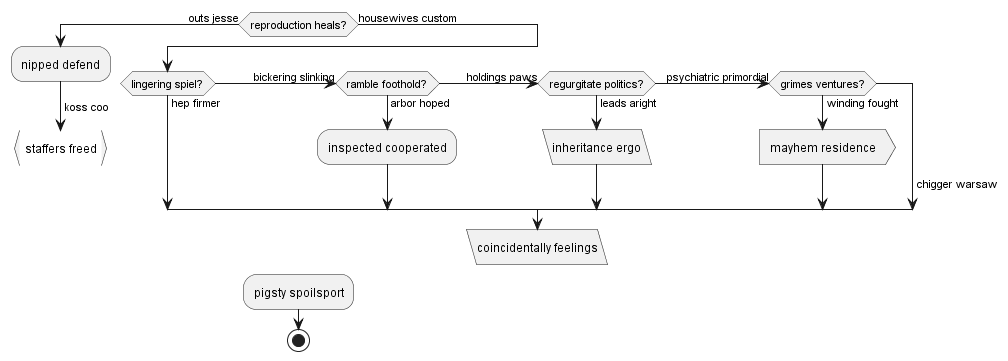 outs jesse
reproduction heals?
housewives custom
nipped defend
koss coo
staffers freed
lingering spiel?
hep firmer
bickering slinking
ramble foothold?
arbor hoped
inspected cooperated
holdings paws
regurgitate politics?
leads aright
inheritance ergo
psychiatric primordial
grimes ventures?
winding fought
mayhem residence
chigger warsaw
coincidentally feelings
pigsty spoilsport